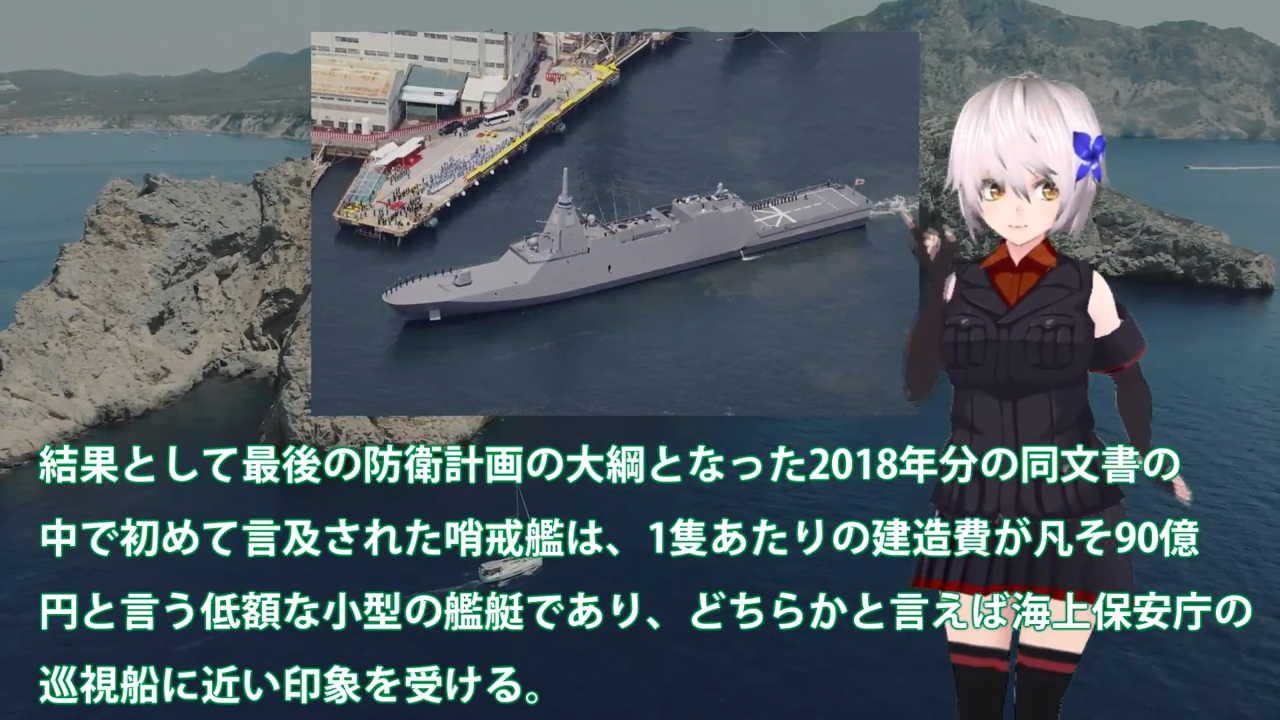 結果として最後の防衛計画の大綱となった2018年分の同文書の
中で初めて言及された哨戒艦は、1隻あたりの建造費が凡そ90億
円と言う低額な小型の艦艇であり、どちらかと言えば海上保安庁の
巡視船に近い印象を受ける。